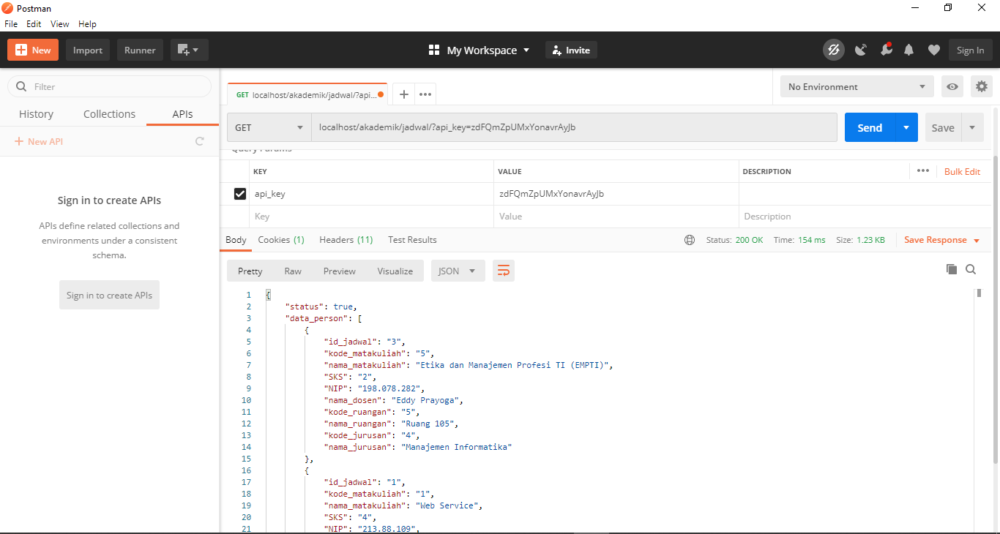 Postman
File Edit View Help
New Import Runner My Workspace Invite Sign In
Filter
History Collections APIs
New API
Sign in to create APIs
APIs define related collections and
environments under a consistent
schema.
Sign in to create APIs
GET localhost/akademik/jadwal/?api...
No Environment
GET localhost/akademik/jadwal/?api_key=zdFQmZpUMxYonavrAyJb Send Save
Query Params
KEY VALUE DESCRIPTION Bulk Edit
api_key zdFQmZpUMxYonavrAyJb
Key Value Description
Body Cookies (1) Headers (11) Test Results Status: 200 OK Time: 154 ms Size: 1.23 KB Save Response
Pretty Raw Preview Visualize JSON
1 {
2 "status": true,
3 "data_person": [
4 {
5 "id_jadwal": "3",
6 "kode_matakuliah": "5",
7 "nama_matakuliah": "Etika dan Manajemen Profesi TI (EMPTI)",
8 "SKS": "2",
9 "NIP": "198.078.282",
10 "nama_dosen": "Eddy Prayoga",
11 "kode_ruangan": "5",
12 "nama_ruangan": "Ruang 105",
13 "kode_jurusan": "4",
14 "nama_jurusan": "Manajemen Informatika"
15 },
16 {
17 "id_jadwal": "1",
18 "kode_matakuliah": "1",
19 "nama_matakuliah": "Web Service",
20 "SKS": "4",
21 "NIP": "213.88.109",